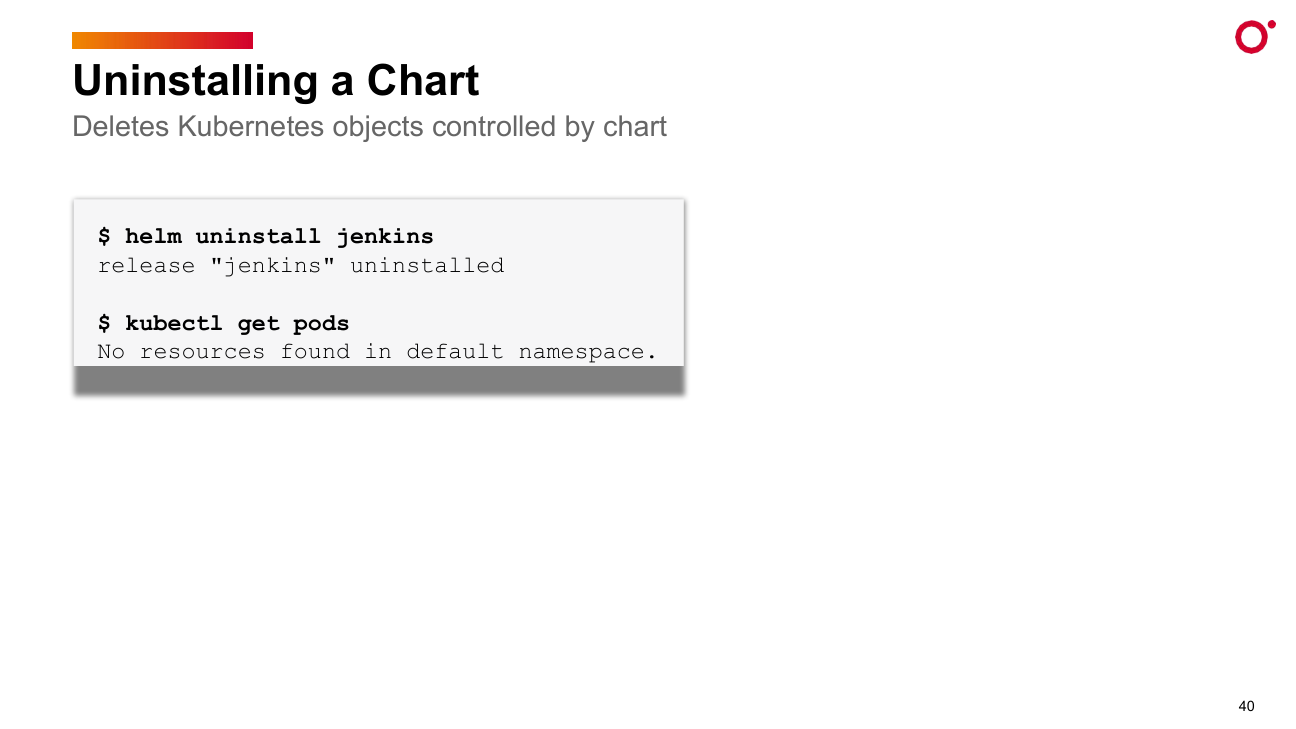 Uninstalling a Chart
Deletes Kubernetes objects controlled by chart
$ helm uninstall jenkins
release "jenkins" uninstalled
$ kubectl get pods
No resources found in default namespace.
40